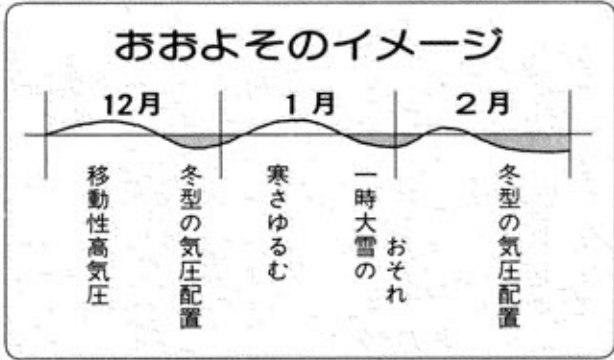 おおよそのイメージ
12月
1月
2月
移動性高気圧
冬型の気圧配置
寒さゆるむ
一時大雪の
おそれ
冬型の気圧配置